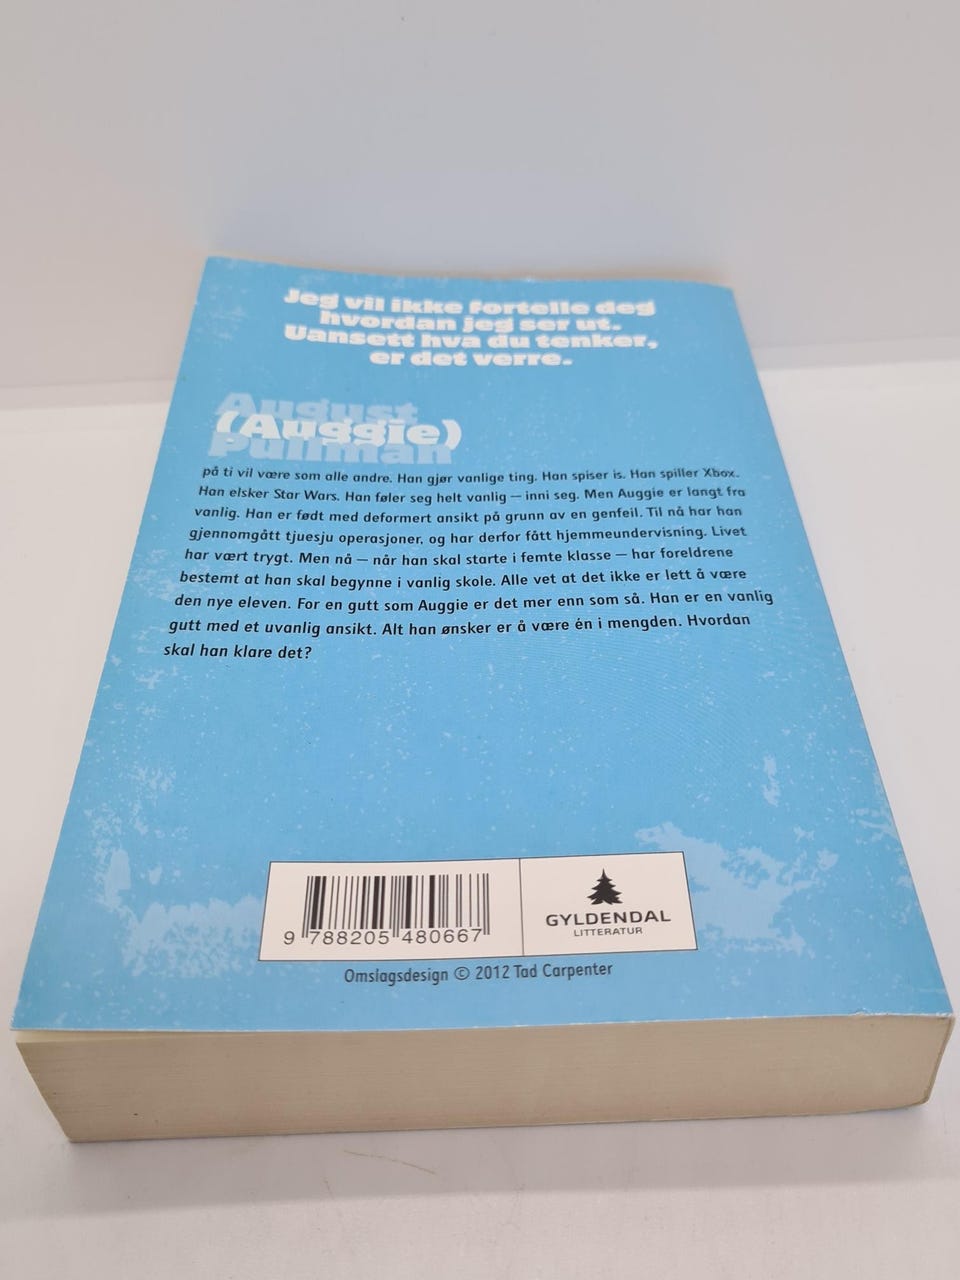 Jeg vil ikke fortelle deg
hvordan jeg ser ut.
Uansett hva du tenker,
er det verre.
August
(Auggie)
Pullman
på ti vil være som alle andre. Han gjør vanlige ting. Han spiser is. Han spiller Xbox.
Han elsker Star Wars. Han føler seg helt vanlig – inni seg. Men Auggie er langt fra
vanlig. Han er født med deformert ansikt på grunn av en genfeil. Til nå har han
gjennomgått tjuesju operasjoner, og har derfor fått hjemmeundervisning. Livet
har vært trygt. Men nå – når han skal starte i femte klasse – har foreldrene
bestemt at han skal begynne i vanlig skole. Alle vet at det ikke er lett å være
den nye eleven. For en gutt som Auggie er det mer enn som så. Han er en vanlig
gutt med et uvanlig ansikt. Alt han ønsker er å være én i mengden. Hvordan
skal han klare det?
9 788205 480667
GYLDENDAL
LITTERATUR
Omslagsdesign © 2012 Tad Carpenter